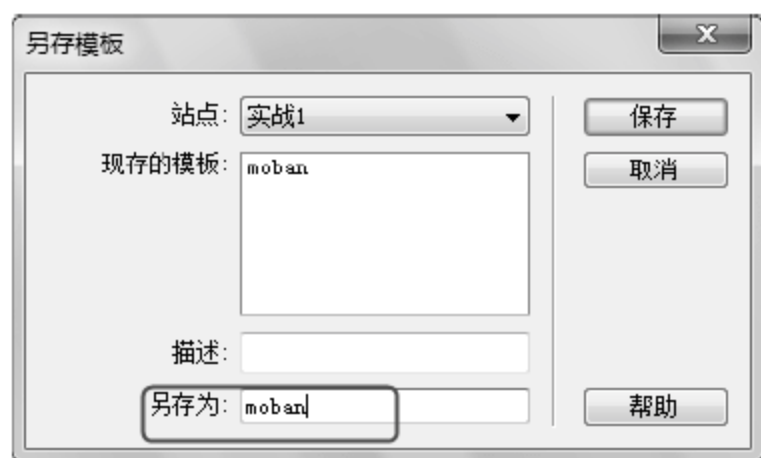 另存模板
站点: 实战1
保存
现存的模板: moban
取消
描述:
另存为: moban
帮助